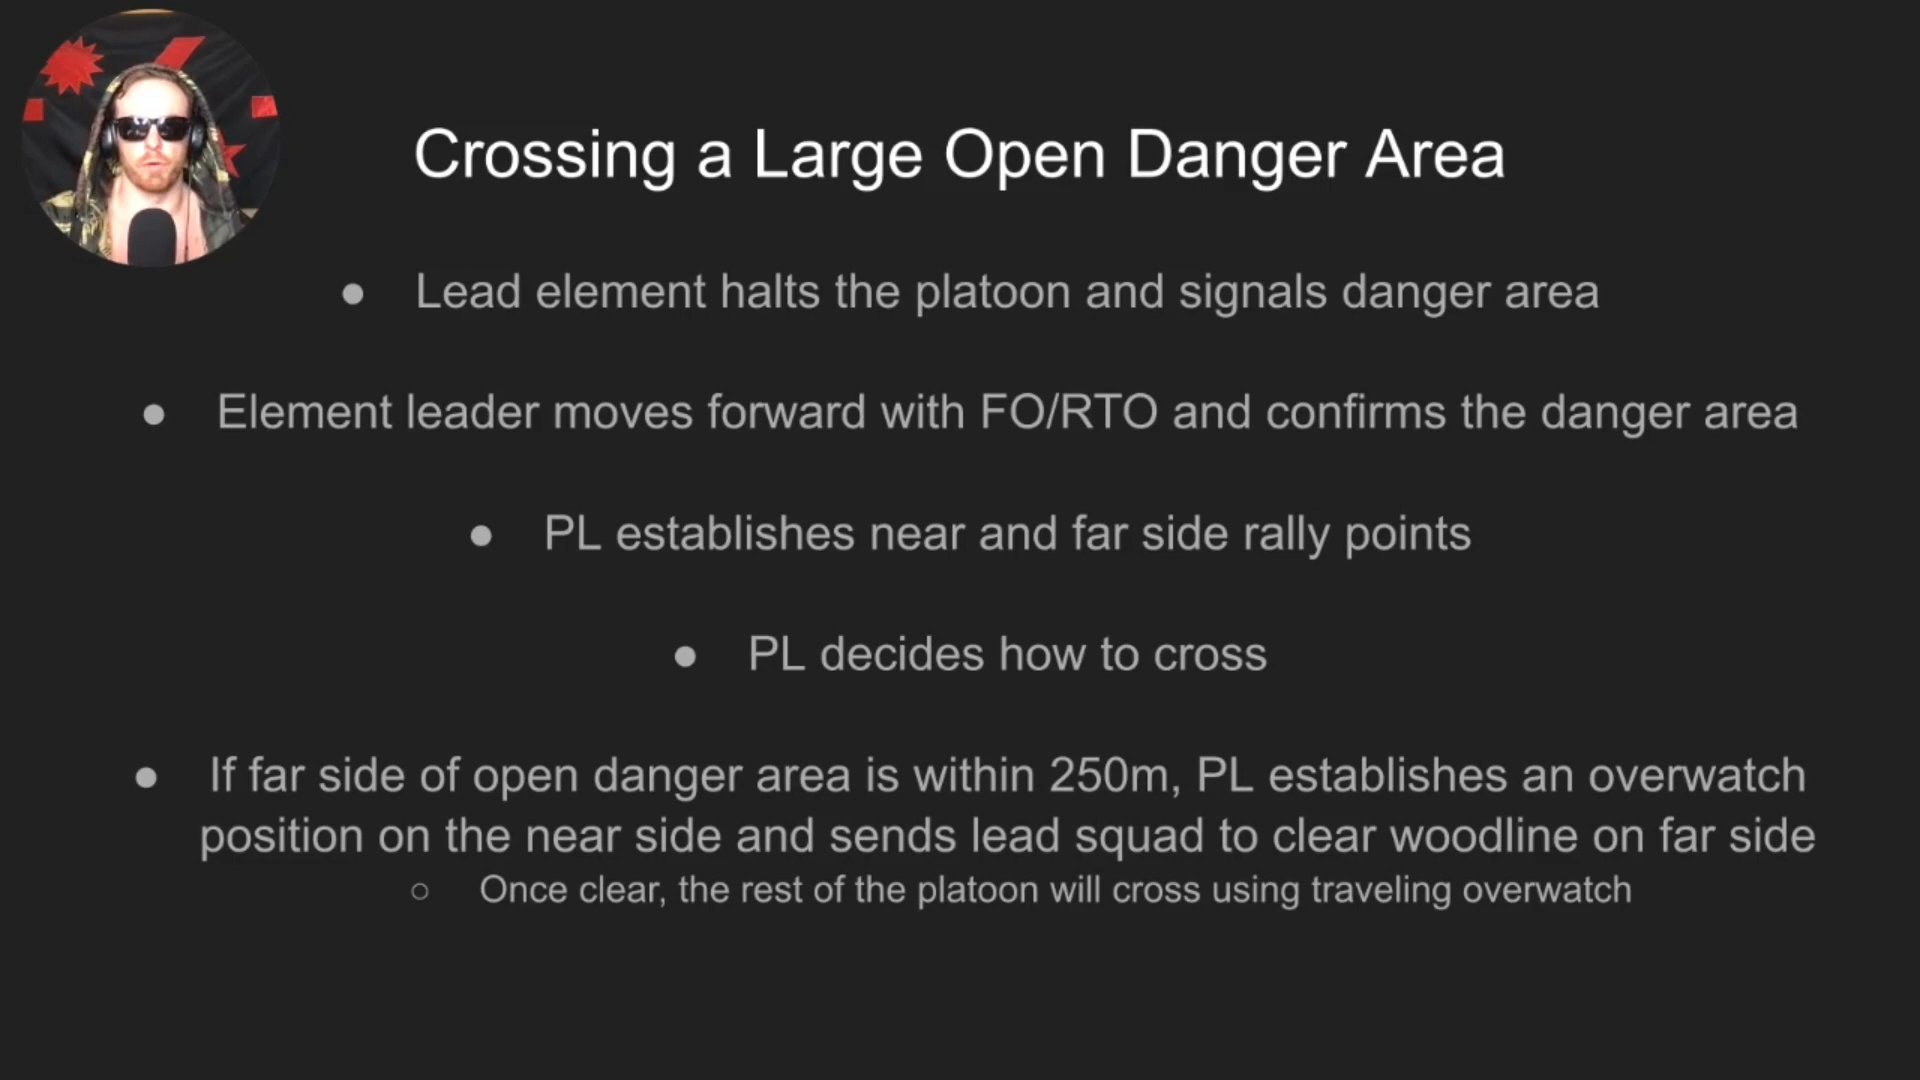 Crossing a Large Open Danger Area
● Lead element halts the platoon and signals danger area
● Element leader moves forward with FO/RTO and confirms the danger area
● PL establishes near and far side rally points
● PL decides how to cross
● If far side of open danger area is within 250m, PL establishes an overwatch
position on the near side and sends lead squad to clear woodline on far side
○ Once clear, the rest of the platoon will cross using traveling overwatch